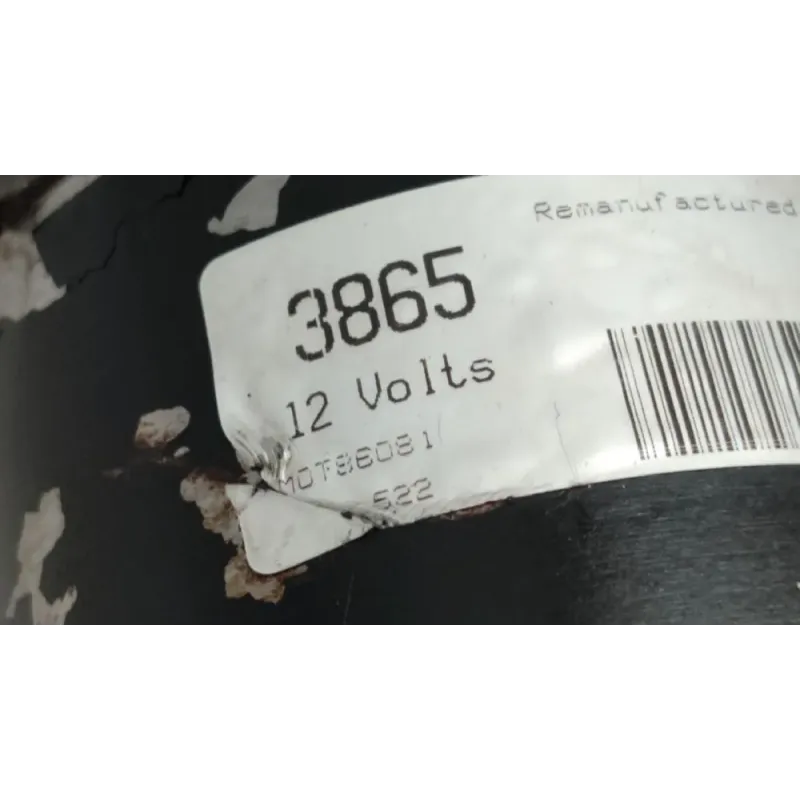 Remanufactured
3865
12 Volts
MOT86081
522